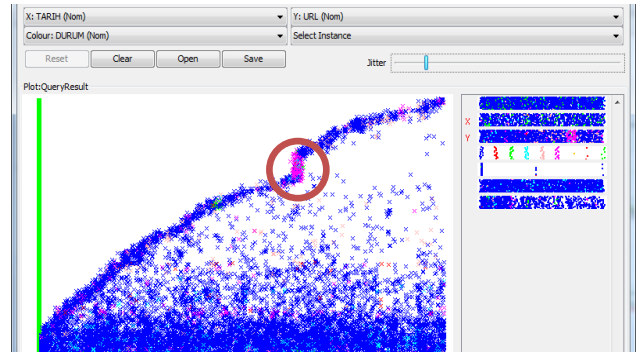 X: TARIH (Nom) Y: URL (Nom)
Colour: DURUM (Nom) Select Instance
Reset Clear Open Save Jitter
Plot:QueryResult
X
Y